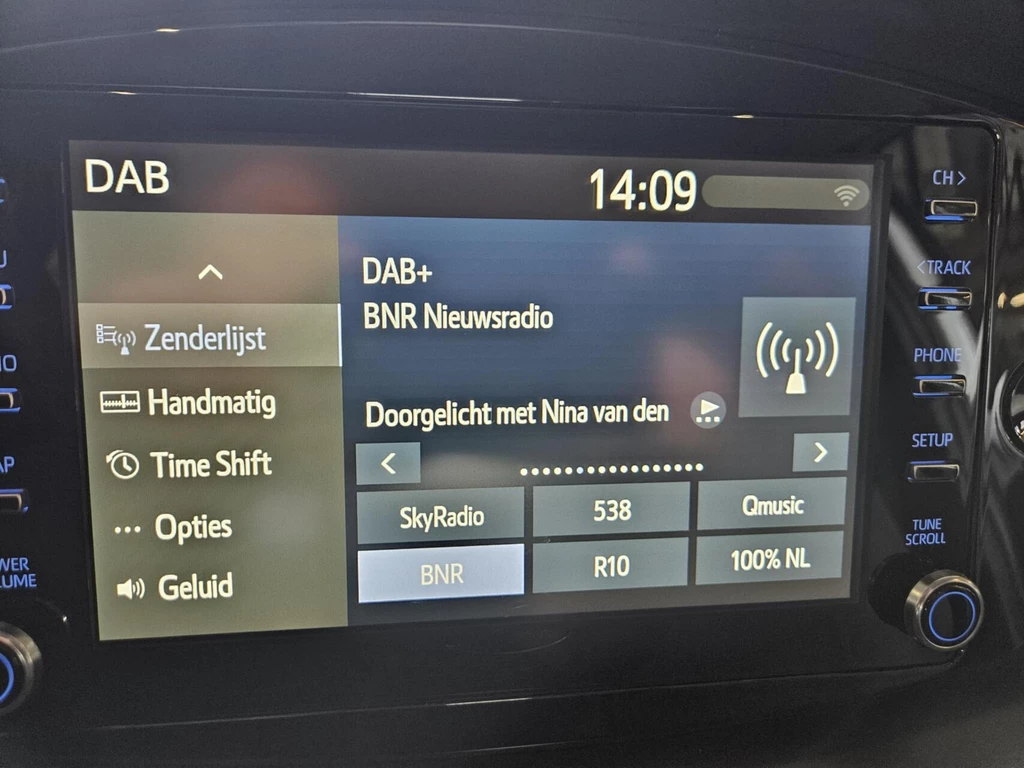 DAB
14:09
DAB+
BNR Nieuwsradio
Zenderlijst
Handmatig
Time Shift
Opties
Geluid
Doorgelicht met Nina van den
SkyRadio
538
Qmusic
BNR
R10
100% NL
CH>
<TRACK
PHONE
SETUP
TUNE
SCROLL